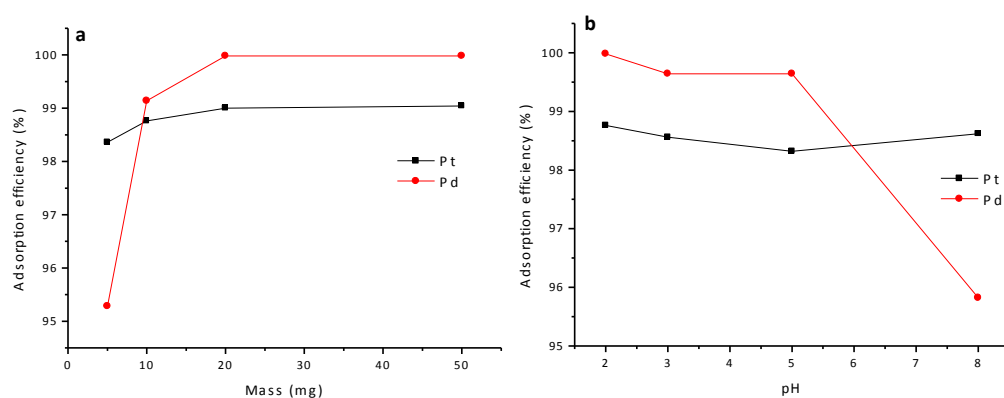 a
Adsorption efficiency (%)
100
99
98
97
96
95
Pt
Pd
0 10 20 30 40 50
Mass (mg)
b
Adsorption efficiency (%)
100
99
98
97
96
95
Pt
Pd
2 3 4 5 6 7 8
pH